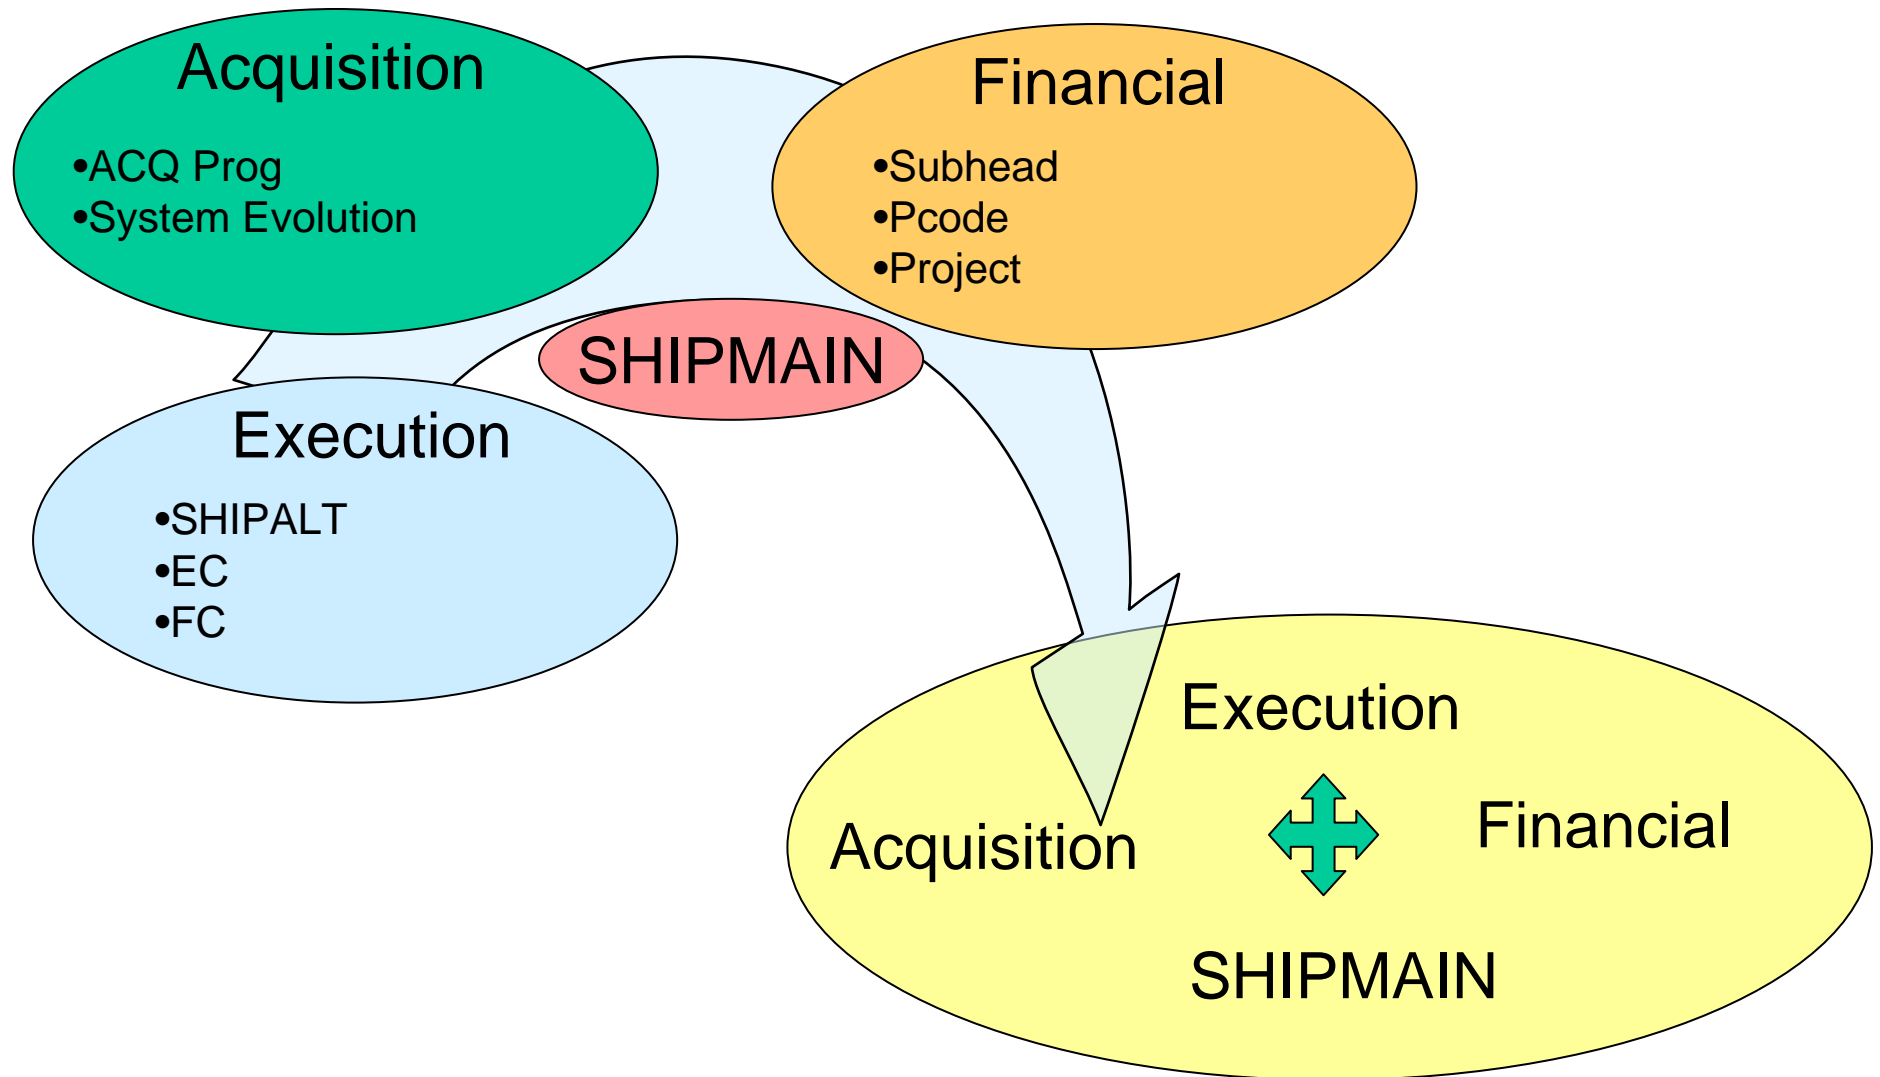 Acquisition
•ACQ Prog
•System Evolution
Financial
•Subhead
•Pcode
•Project
SHIPMAIN
Execution
•SHIPALT
•EC
•FC
Execution
Acquisition
Financial
SHIPMAIN